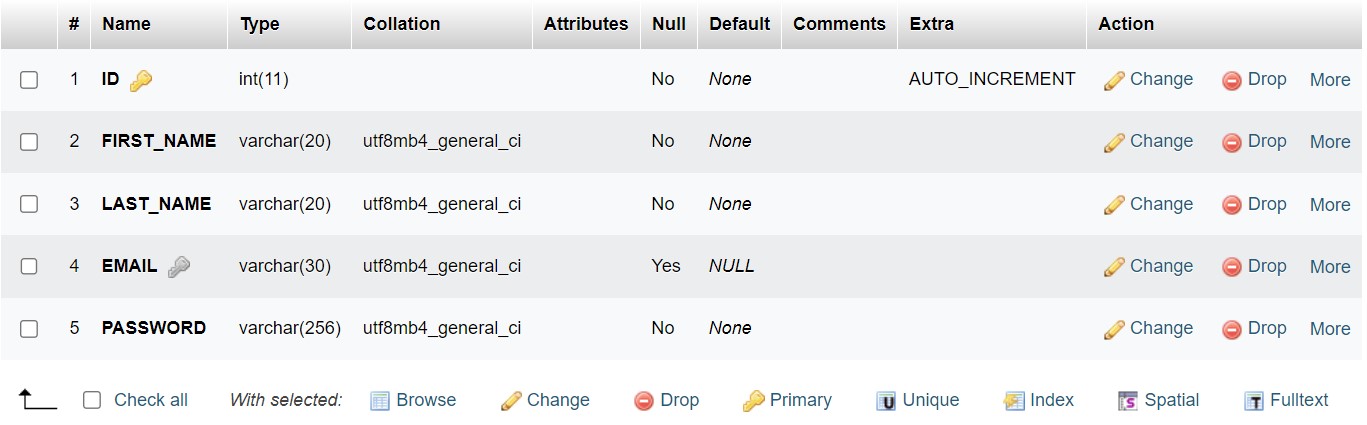 # Name Type Collation Attributes Null Default Comments Extra Action
1 ID int(11) No None AUTO_INCREMENT Change Drop More
2 FIRST_NAME varchar(20) utf8mb4_general_ci No None Change Drop More
3 LAST_NAME varchar(20) utf8mb4_general_ci No None Change Drop More
4 EMAIL varchar(30) utf8mb4_general_ci Yes NULL Change Drop More
5 PASSWORD varchar(256) utf8mb4_general_ci No None Change Drop More
Check all With selected: Browse Change Drop Primary U Unique Index S Spatial T Fulltext